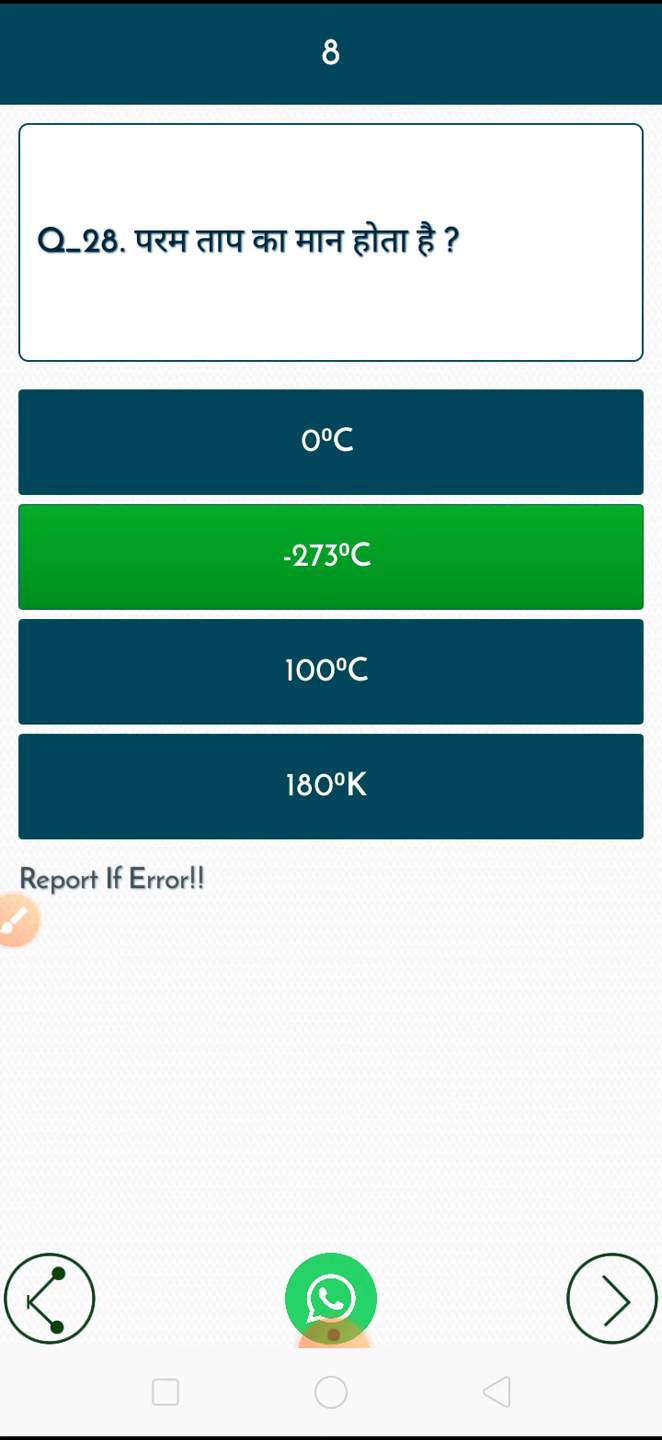 8
Q_28. परम ताप का मान होता है ?
0⁰C
-273⁰C
100⁰C
180⁰K
Report If Error!!